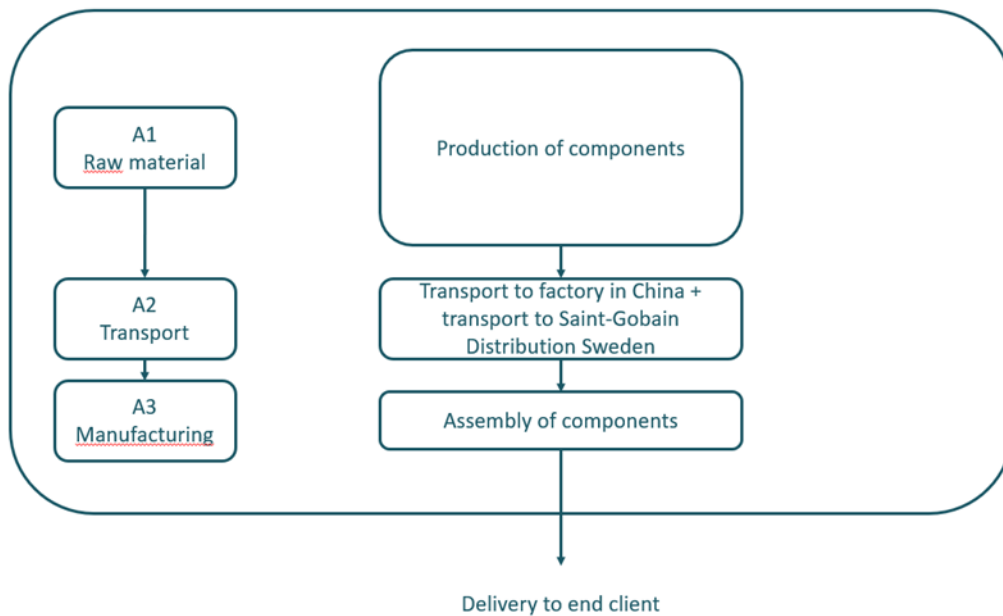 A1
Raw material
Production of components
A2
Transport
Transport to factory in China +
transport to Saint-Gobain
Distribution Sweden
A3
Manufacturing
Assembly of components
Delivery to end client